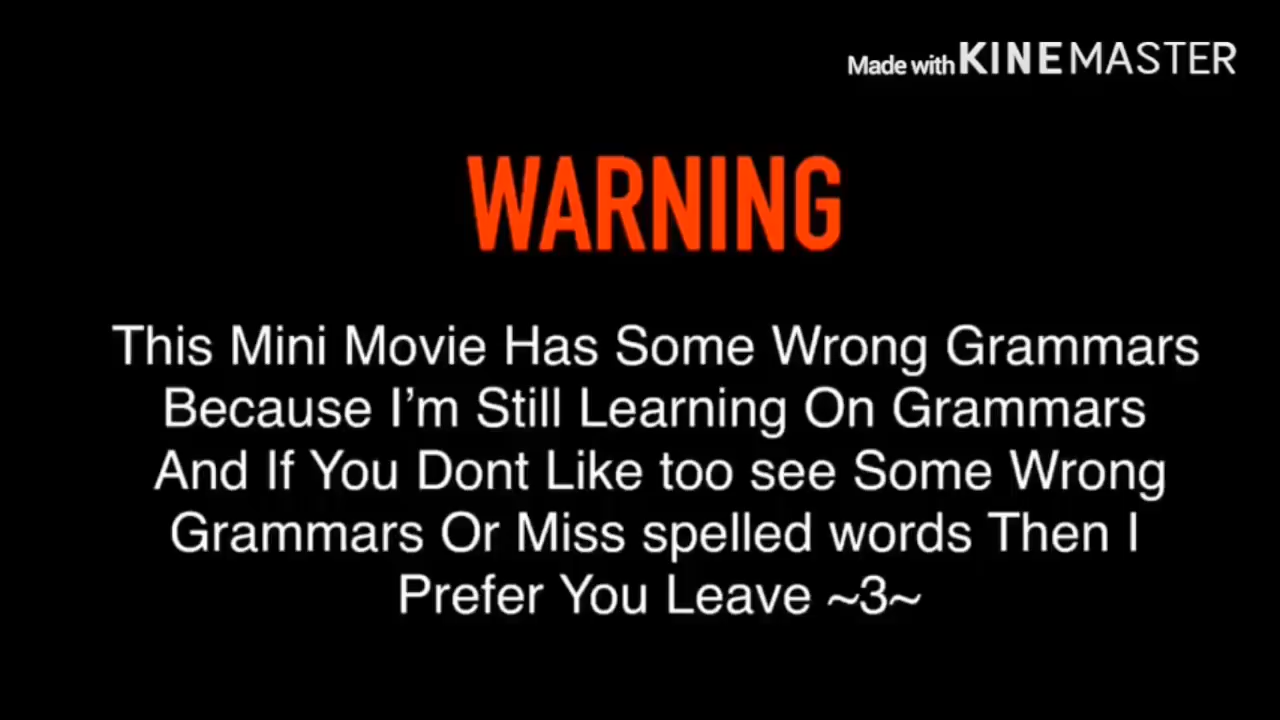 Made with KINEMASTER
WARNING
This Mini Movie Has Some Wrong Grammars
Because I’m Still Learning On Grammars
And If You Dont Like too see Some Wrong
Grammars Or Miss spelled words Then I
Prefer You Leave ~3~